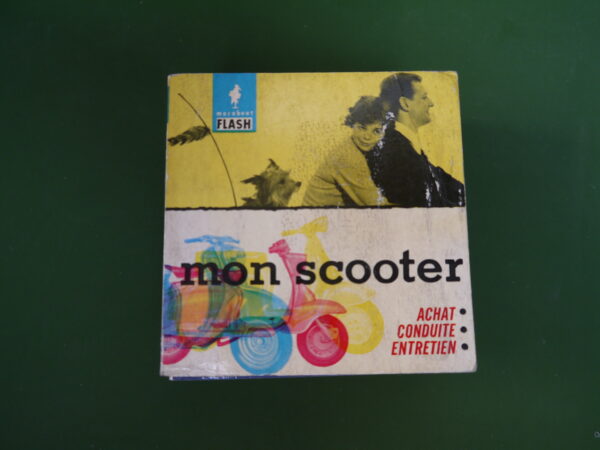 marabout
FLASH
mon scooter
ACHAT •
CONDUITE •
ENTRETIEN •